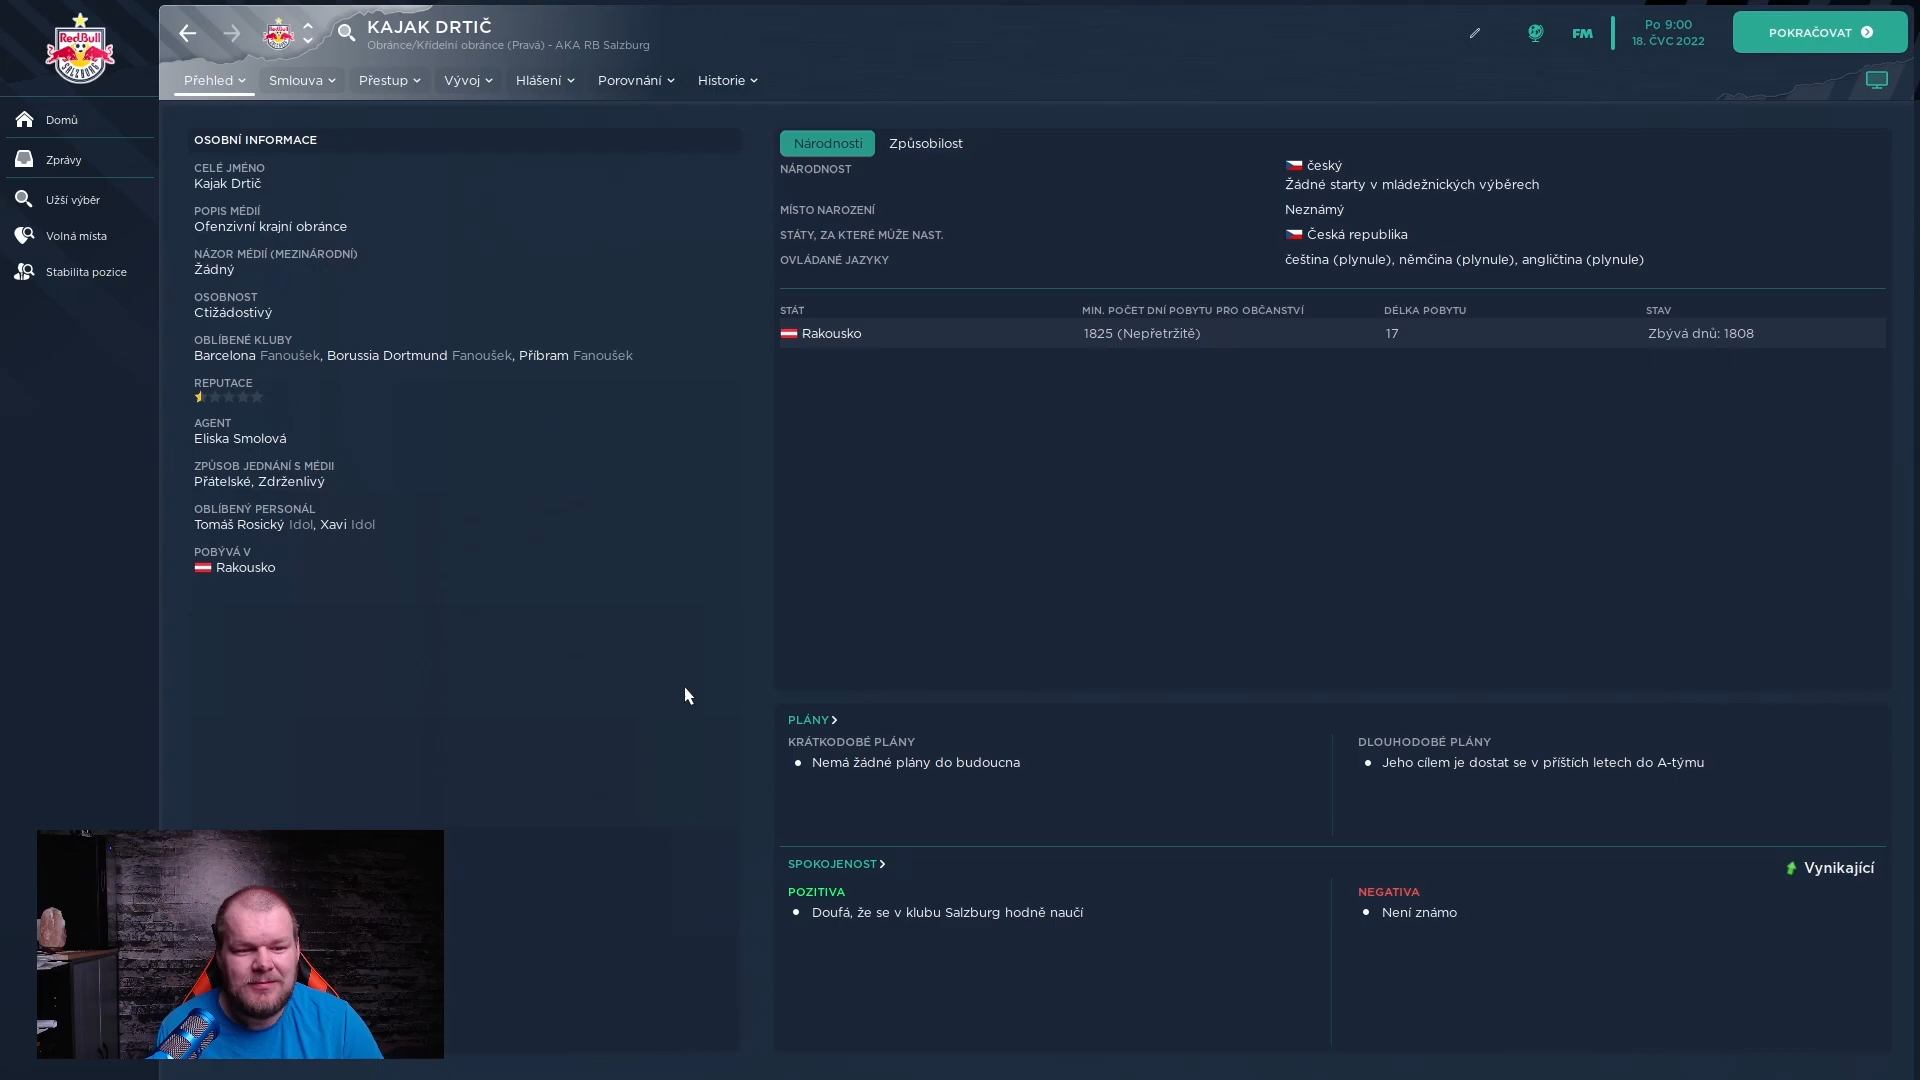 RedBull
SALZBURG
KAJAK DRTIČ
Obránce/Křídelní obránce (Pravá) - AKA RB Salzburg
FM
Po 9:00
18. ČVC 2022
POKRAČOVAT
Přehled
Smlouva
Přestup
Vývoj
Hlášení
Porovnání
Historie
Domů
Zprávy
Užší výběr
Volná místa
Stabilita pozice
OSOBNÍ INFORMACE
CELÉ JMÉNO
Kajak Drtič
POPIS MÉDIÍ
Ofenzivní krajní obránce
NÁZOR MÉDIÍ (MEZINÁRODNÍ)
Žádný
OSOBNOST
Ctižádostivý
OBLÍBENÉ KLUBY
Barcelona Fanoušek, Borussia Dortmund Fanoušek, Příbram Fanoušek
REPUTACE
AGENT
Eliska Smolová
ZPŮSOB JEDNÁNÍ S MÉDII
Přátelské, Zdrženlivý
OBLÍBENÝ PERSONÁL
Tomáš Rosický Idol, Xavi Idol
POBÝVÁ V
Rakousko
Národnosti
Způsobilost
NÁRODNOST
český
Žádné starty v mládežnických výběrech
MÍSTO NAROZENÍ
Neznámý
STÁTY, ZA KTERÉ MŮŽE NAST.
Česká republika
OVLÁDANÉ JAZYKY
čeština (plynule), němčina (plynule), angličtina (plynule)
STÁT
MIN. POČET DNÍ POBYTU PRO OBČANSTVÍ
DÉLKA POBYTU
STAV
Rakousko
1825 (Nepřetržitě)
17
Zbývá dnů: 1808
PLÁNY
KRÁTKODOBÉ PLÁNY
Nemá žádné plány do budoucna
DLOUHODOBÉ PLÁNY
Jeho cílem je dostat se v příštích letech do A-týmu
SPOKOJENOST
Vynikající
POZITIVA
Doufá, že se v klubu Salzburg hodně naučí
NEGATIVA
Není známo